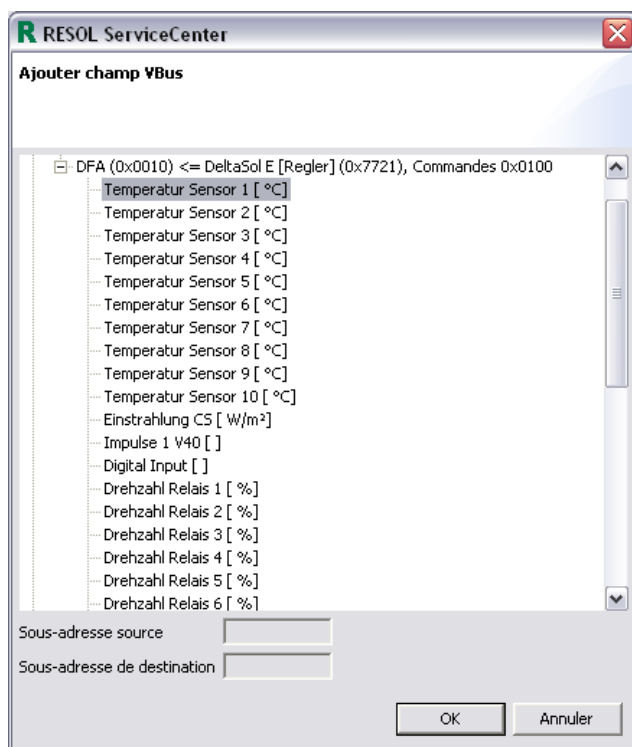 RESOL ServiceCenter
Ajouter champ VBus
DFA (0x0010) <= DeltaSol E [Regler] (0x7721), Commandes 0x0100
Temperatur Sensor 1 [ °C]
Temperatur Sensor 2 [ °C]
Temperatur Sensor 3 [ °C]
Temperatur Sensor 4 [ °C]
Temperatur Sensor 5 [ °C]
Temperatur Sensor 6 [ °C]
Temperatur Sensor 7 [ °C]
Temperatur Sensor 8 [ °C]
Temperatur Sensor 9 [ °C]
Temperatur Sensor 10 [ °C]
Einstrahlung CS [ W/m²]
Impulse 1 V40 [ ]
Digital Input [ ]
Drehzahl Relais 1 [ %]
Drehzahl Relais 2 [ %]
Drehzahl Relais 3 [ %]
Drehzahl Relais 4 [ %]
Drehzahl Relais 5 [ %]
Drehzahl Relais 6 [ %]
Sous-adresse source
Sous-adresse de destination
OK Annuler